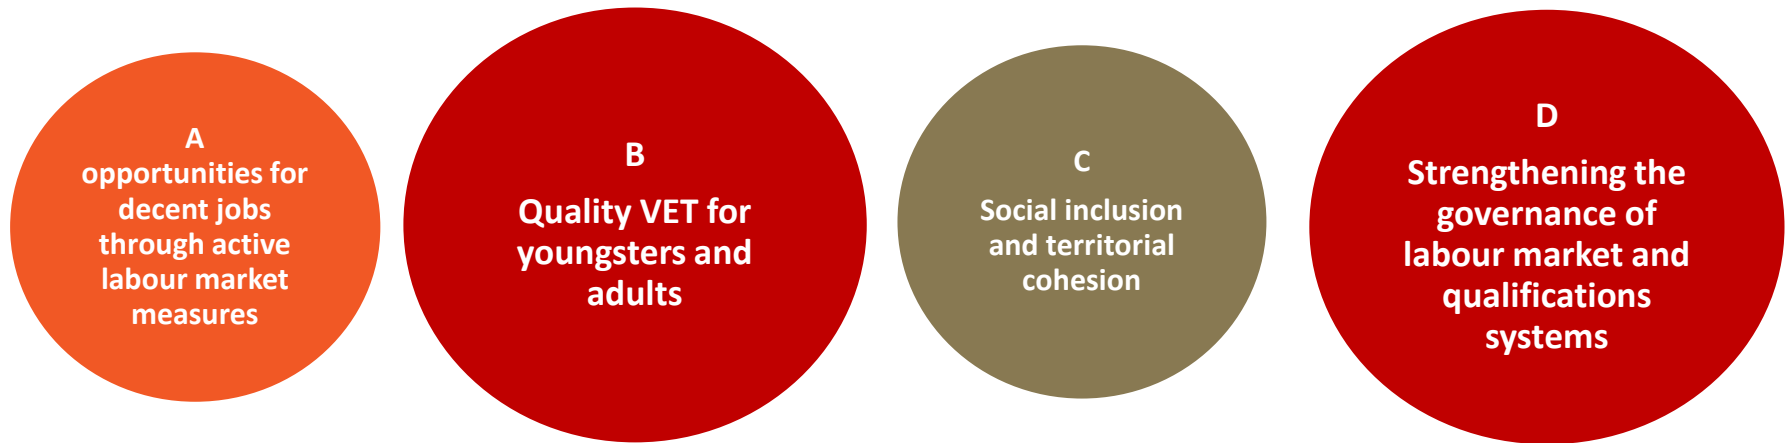 A
opportunities for
decent jobs
through active
labour market
measures
B
Quality VET for
youngsters and
adults
C
Social inclusion
and territorial
cohesion
D
Strengthening the
governance of
labour market and
qualifications
systems